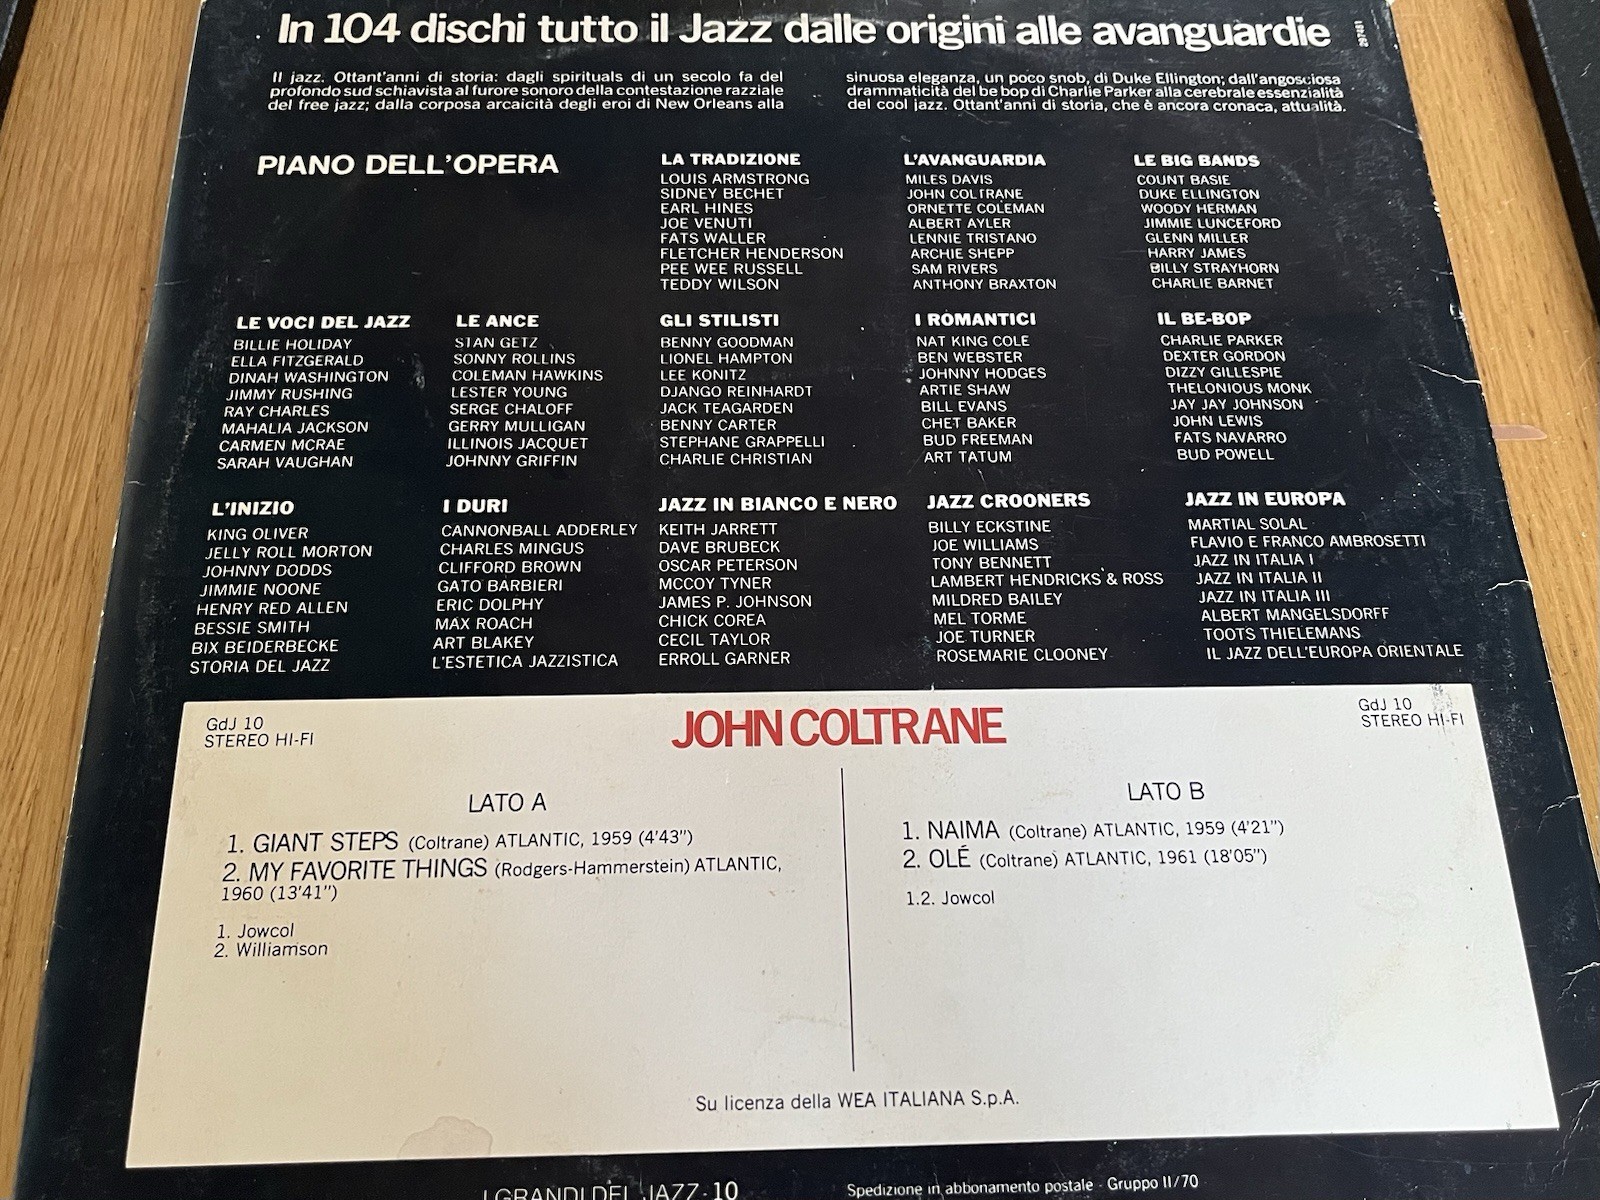 In 104 dischi tutto il Jazz dalle origini alle avanguardie
Il jazz. Ottant'anni di storia: dagli spirituals di un secolo fa del
profondo sud schiavista al furore sonoro della contestazione razziale
del free jazz; dalla corposa arcaicità degli eroi di New Orleans alla
sinuosa eleganza, un poco snob, di Duke Ellington; dall'angosciosa
drammaticità del be bop di Charlie Parker alla cerebrale essenzialità
del cool jazz. Ottant'anni di storia, che è ancora cronaca, attualità.
PIANO DELL'OPERA
LA TRADIZIONE
LOUIS ARMSTRONG
SIDNEY BECHET
EARL HINES
JOE VENUTI
FATS WALLER
FLETCHER HENDERSON
PEE WEE RUSSELL
TEDDY WILSON
L'AVANGUARDIA
MILES DAVIS
JOHN COLTRANE
ORNETTE COLEMAN
ALBERT AYLER
LENNIE TRISTANO
ARCHIE SHEPP
SAM RIVERS
ANTHONY BRAXTON
LE BIG BANDS
COUNT BASIE
DUKE ELLINGTON
WOODY HERMAN
JIMMIE LUNCEFORD
GLENN MILLER
HARRY JAMES
BILLY STRAYHORN
CHARLIE BARNET
LE VOCI DEL JAZZ
BILLIE HOLIDAY
ELLA FITZGERALD
DINAH WASHINGTON
JIMMY RUSHING
RAY CHARLES
MAHALIA JACKSON
CARMEN MCRAE
SARAH VAUGHAN
LE ANCE
STAN GETZ
SONNY ROLLINS
COLEMAN HAWKINS
LESTER YOUNG
SERGE CHALOFF
GERRY MULLIGAN
ILLINOIS JACQUET
JOHNNY GRIFFIN
GLI STILISTI
BENNY GOODMAN
LIONEL HAMPTON
LEE KONITZ
DJANGO REINHARDT
JACK TEAGARDEN
BENNY CARTER
STEPHANE GRAPPELLI
CHARLIE CHRISTIAN
I ROMANTICI
NAT KING COLE
BEN WEBSTER
JOHNNY HODGES
ARTIE SHAW
BILL EVANS
CHET BAKER
BUD FREEMAN
ART TATUM
IL BE-BOP
CHARLIE PARKER
DEXTER GORDON
DIZZY GILLESPIE
THELONIOUS MONK
JAY JAY JOHNSON
JOHN LEWIS
FATS NAVARRO
BUD POWELL
L'INIZIO
KING OLIVER
JELLY ROLL MORTON
JOHNNY DODDS
JIMMIE NOONE
HENRY RED ALLEN
BESSIE SMITH
BIX BEIDERBECKE
STORIA DEL JAZZ
I DURI
CANNONBALL ADDERLEY
CHARLES MINGUS
CLIFFORD BROWN
GATO BARBIERI
ERIC DOLPHY
MAX ROACH
ART BLAKEY
L'ESTETICA JAZZISTICA
JAZZ IN BIANCO E NERO
KEITH JARRETT
DAVE BRUBECK
OSCAR PETERSON
MCCOY TYNER
JAMES P. JOHNSON
CHICK COREA
CECIL TAYLOR
ERROLL GARNER
JAZZ CROONERS
BILLY ECKSTINE
JOE WILLIAMS
TONY BENNETT
LAMBERT HENDRICKS & ROSS
MILDRED BAILEY
MEL TORME
JOE TURNER
ROSEMARIE CLOONEY
JAZZ IN EUROPA
MARTIAL SOLAL
FLAVIO E FRANCO AMBROSETTI
JAZZ IN ITALIA I
JAZZ IN ITALIA II
JAZZ IN ITALIA III
ALBERT MANGELSDORFF
TOOTS THIELEMANS
IL JAZZ DELL'EUROPA ORIENTALE
GdJ 10
STEREO HI-FI
JOHN COLTRANE
GdJ 10
STEREO HI-FI
LATO A
1. GIANT STEPS (Coltrane) ATLANTIC, 1959 (4'43")
2. MY FAVORITE THINGS (Rodgers-Hammerstein) ATLANTIC,
1960 (13'41")
1. Jowcol
2. Williamson
LATO B
1. NAIMA (Coltrane) ATLANTIC, 1959 (4'21")
2. OLÉ (Coltrane) ATLANTIC, 1961 (18'05")
1.2. Jowcol
Su licenza della WEA ITALIANA S.p.A.
I GRANDI DEL JAZZ - 10
Spedizione in abbonamento postale - Gruppo II/70